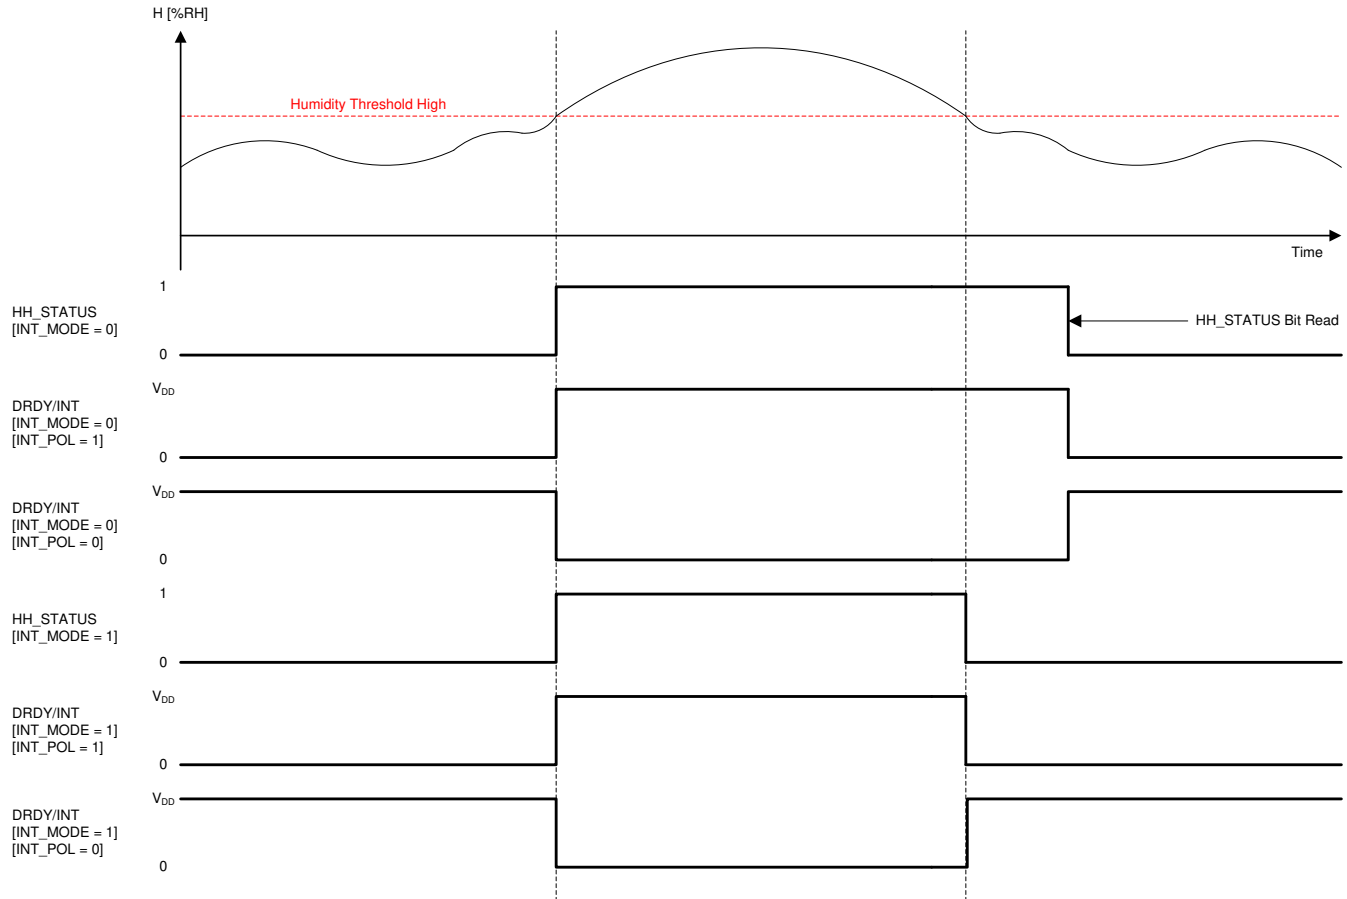 H [%RH]
Humidity Threshold High
Time
1
HH_STATUS
[INT_MODE = 0]
HH_STATUS Bit Read
0
VDD
DRDY/INT
[INT_MODE = 0]
[INT_POL = 1]
0
VDD
DRDY/INT
[INT_MODE = 0]
[INT_POL = 0]
0
1
HH_STATUS
[INT_MODE = 1]
0
VDD
DRDY/INT
[INT_MODE = 1]
[INT_POL = 1]
0
VDD
DRDY/INT
[INT_MODE = 1]
[INT_POL = 0]
0